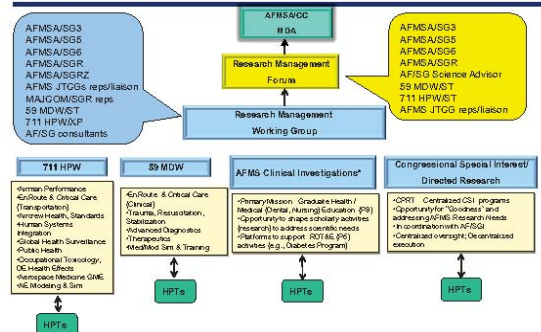 AFMSA/CC
MDA
AFMSA/SG3
AFMSA/SG5
AFMSA/SG6
AFMSA/SGR
AFMSA/SGRZ
AFMS JTCGs reps/liaison
MAJCOM/SGR reps
59 MDW/ST
711 HPW/XP
AF/SG consultants
Research Management
Forum
AFMSA/SG3
AFMSA/SG5
AFMSA/SG6
AFMSA/SGR
AF/SG Science Advisor
59 MDW/ST
711 HPW/ST
AFMS JTCG reps/liaison
Research Management
Working Group
711 HPW
•Airman Performance
•EnRoute & Critical Care
(Transportation)
•Aircrew Health, Standards
•Human Systems
Integration
•Global Health Surveillance
•Public Health
•Occupational Toxicology,
OE Health Effects
•Aerospace Medicine GME,
•AE Modeling & Sim
HPTs
59 MDW
•EnRoute & Critical Care
(Clinical)
•Trauma, Resuscitation,
Stabilization
•Advanced Diagnostics
•Therapeutics
•Med/Mod Sim & Training
HPTs
AFMS Clinical Investigations*
•Primary Mission Graduate Health /
Medical (Dental, Nursing) Education (P8)
•Opportunity to shape scholarly activities
(research) to address scientific needs
•Platforms to support RDT&E (P6)
activities (e.g., Diabetes Program)
HPTs
Congressional Special Interest/
Directed Research
•CPRT Centralized CSI programs
•Opportunity for "Goodness" and
addressing AFMS Research Needs
•In coordination with AF/SGI
•Centralized oversight; Decentralized
execution
HPTs